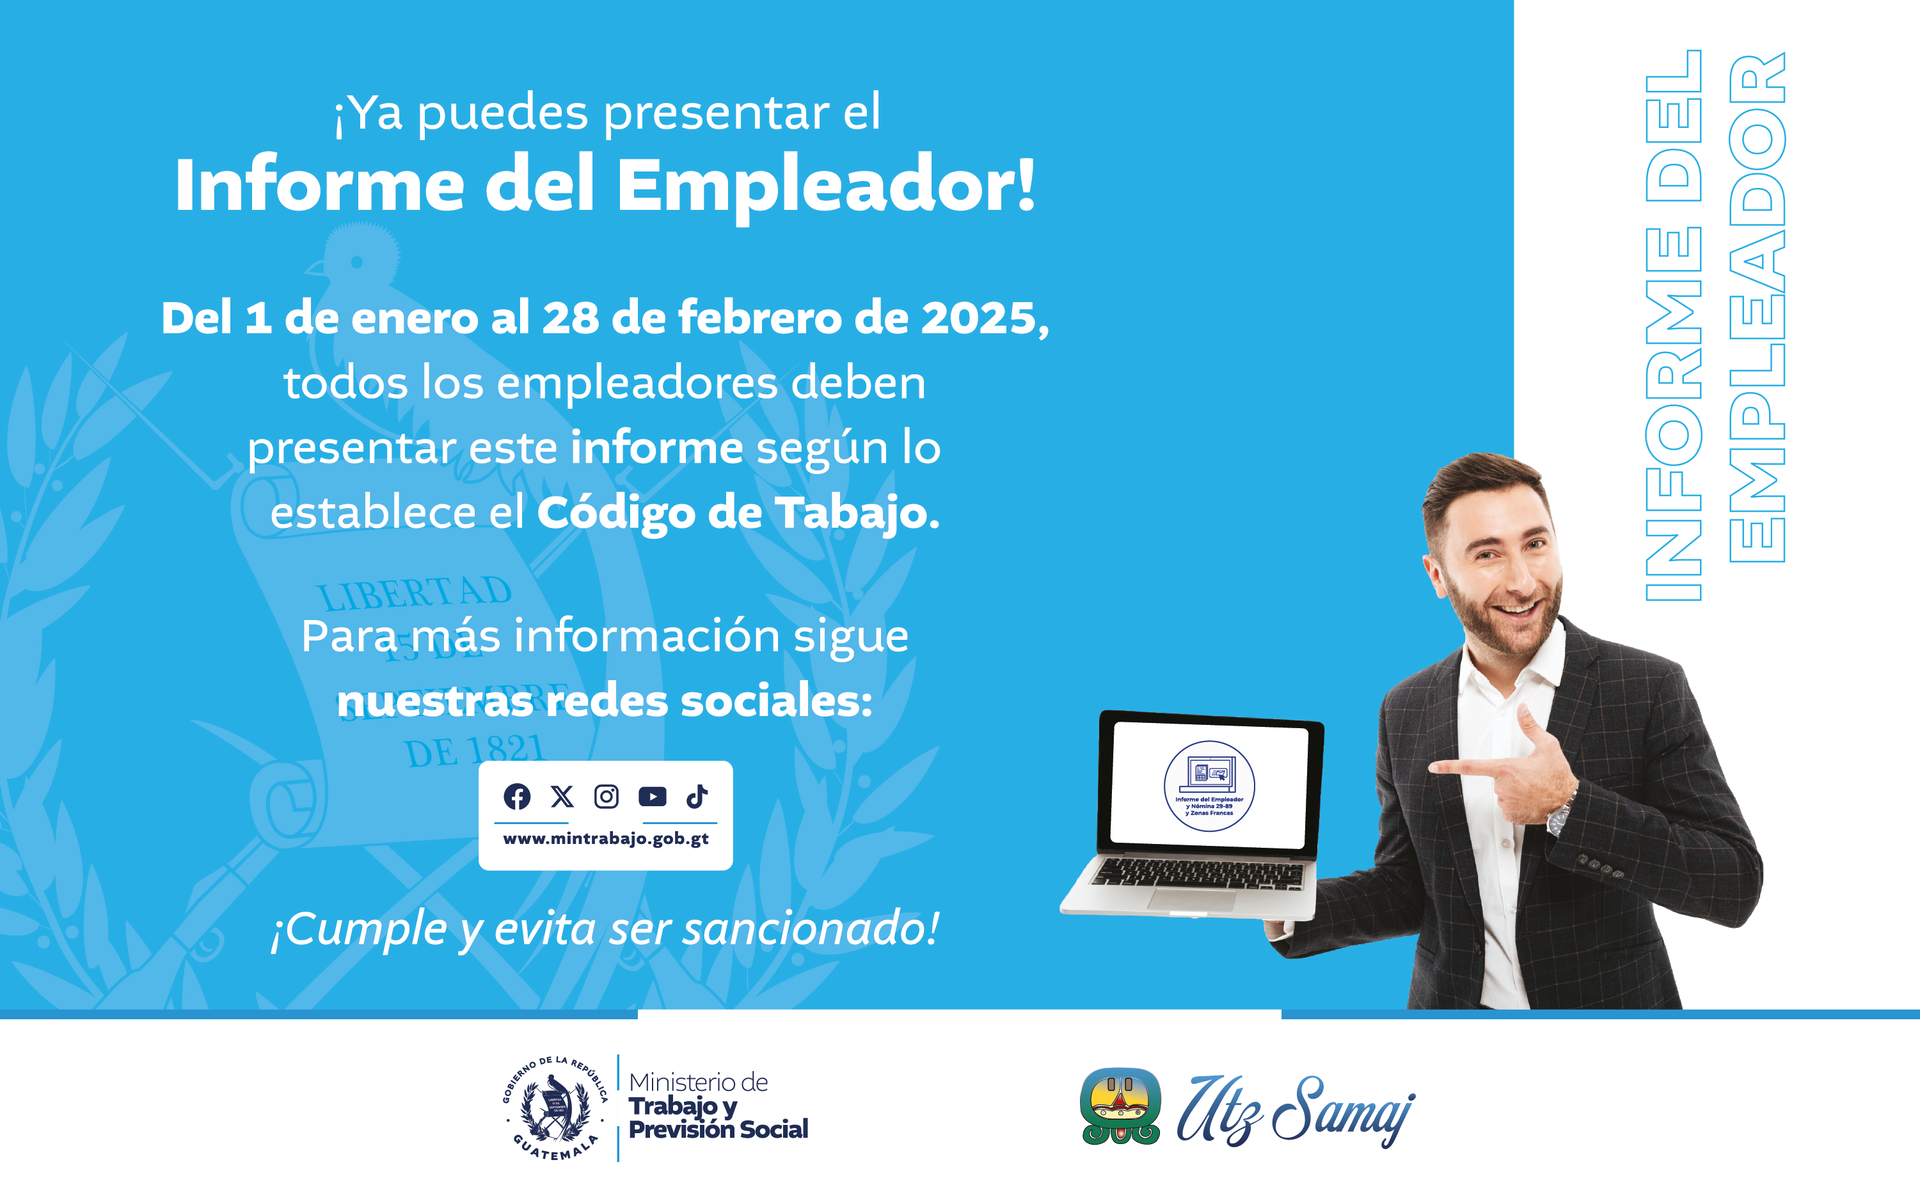 ¡Ya puedes presentar el
Informe del Empleador!
Del 1 de enero al 28 de febrero de 2025,
todos los empleadores deben
presentar este informe según lo
establece el Código de Tabajo.
Para más información sigue
nuestras redes sociales:
www.mintrabajo.gob.gt
¡Cumple y evita ser sancionado!
LIBERTAD
15 DE
SEPTIEMBRE
DE 1821
INFORME DEL
EMPLEADOR
Informe del Empleador
y Nómina 29-89
y Zonas Francas
GOBIERNO DE LA REPÚBLICA
GUATEMALA
Ministerio de
Trabajo y
Previsión Social
Utz Samaj